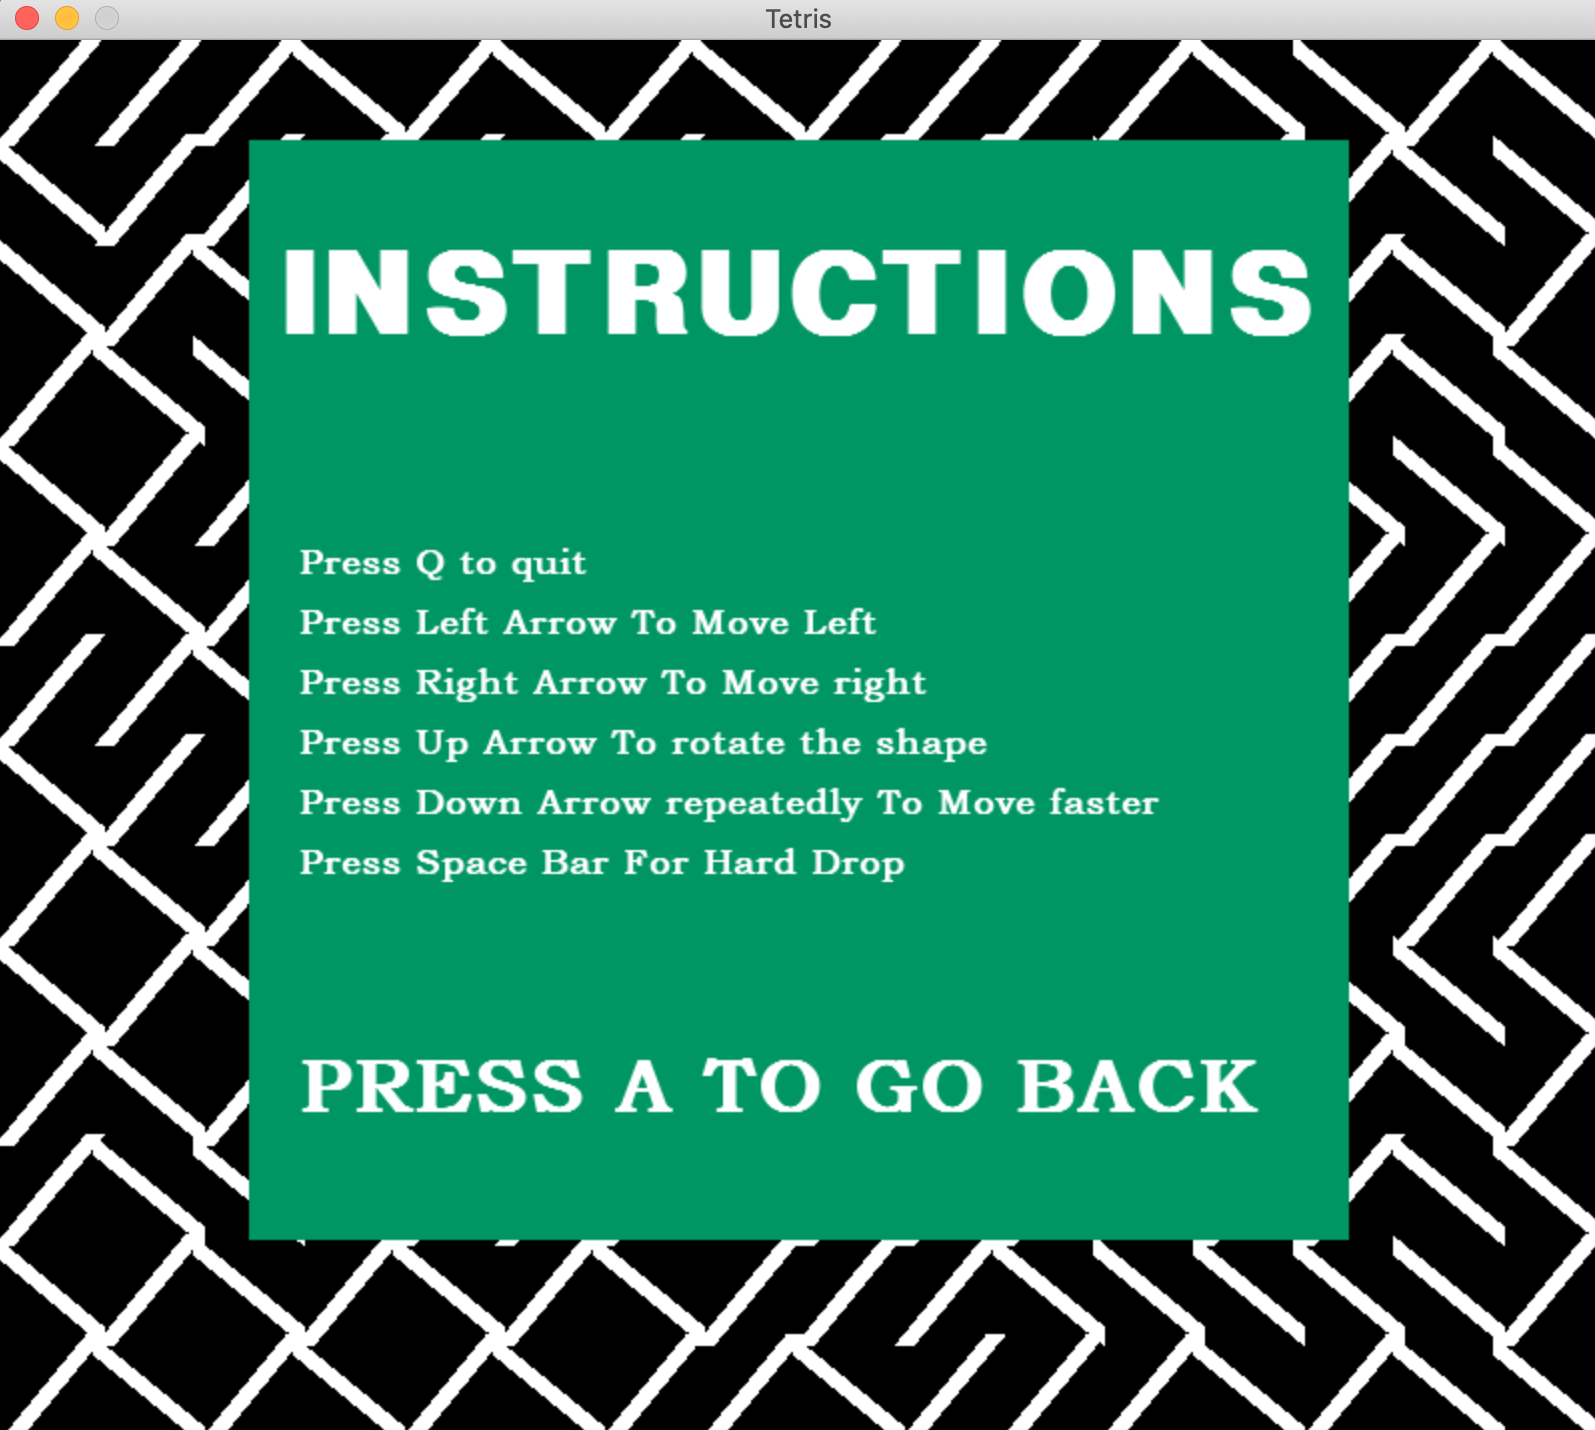 Tetris
INSTRUCTIONS
Press Q to quit
Press Left Arrow To Move Left
Press Right Arrow To Move right
Press Up Arrow To rotate the shape
Press Down Arrow repeatedly To Move faster
Press Space Bar For Hard Drop
PRESS A TO GO BACK